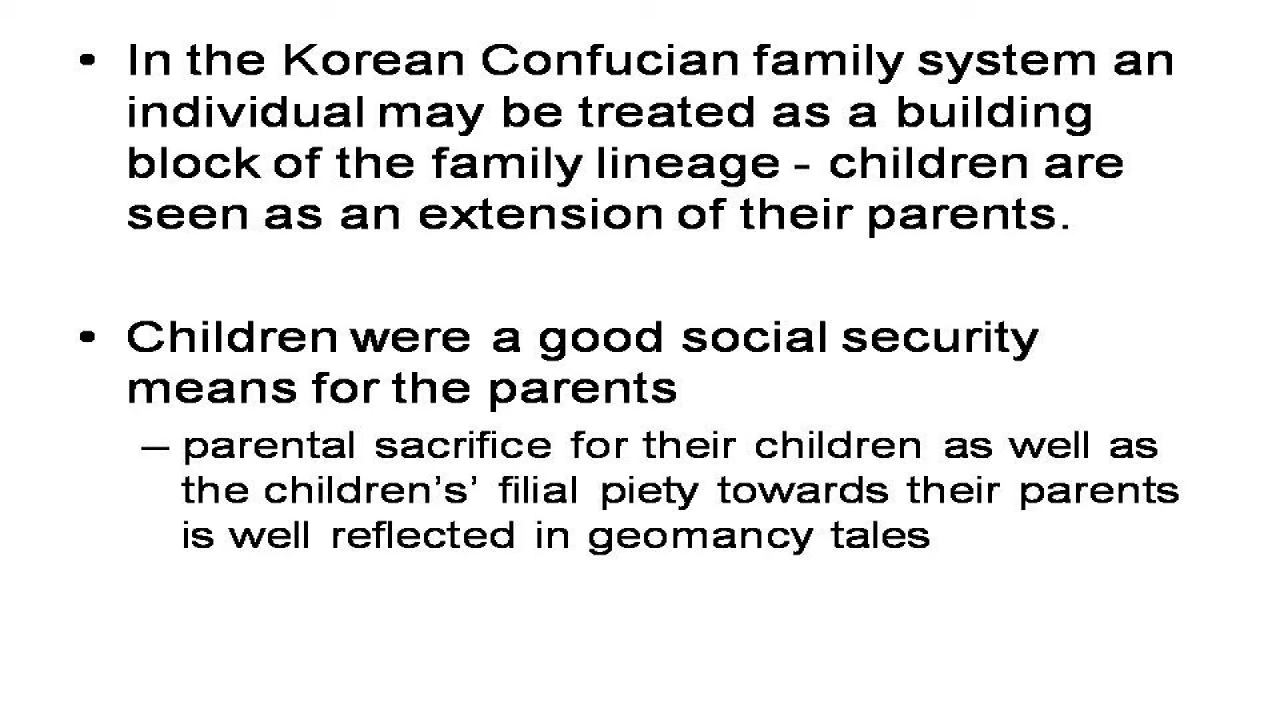 • In the Korean Confucian family system an
individual may be treated as a building
block of the family lineage - children are
seen as an extension of their parents.
• Children were a good social security
means for the parents
– parental sacrifice for their children as well as
the children's' filial piety towards their parents
is well reflected in geomancy tales